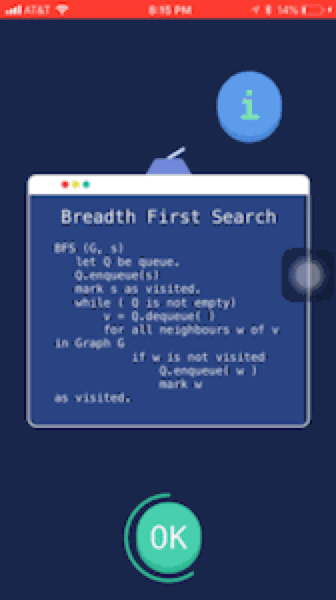 AT&T
8:15 PM
14%
i
Breadth First Search
BFS (G, s)
let Q be queue.
Q.enqueue(s)
mark s as visited.
while ( Q is not empty)
v = Q.dequeue( )
for all neighbours w of v
in Graph G
if w is not visited
Q.enqueue( w )
mark w
as visited.
OK